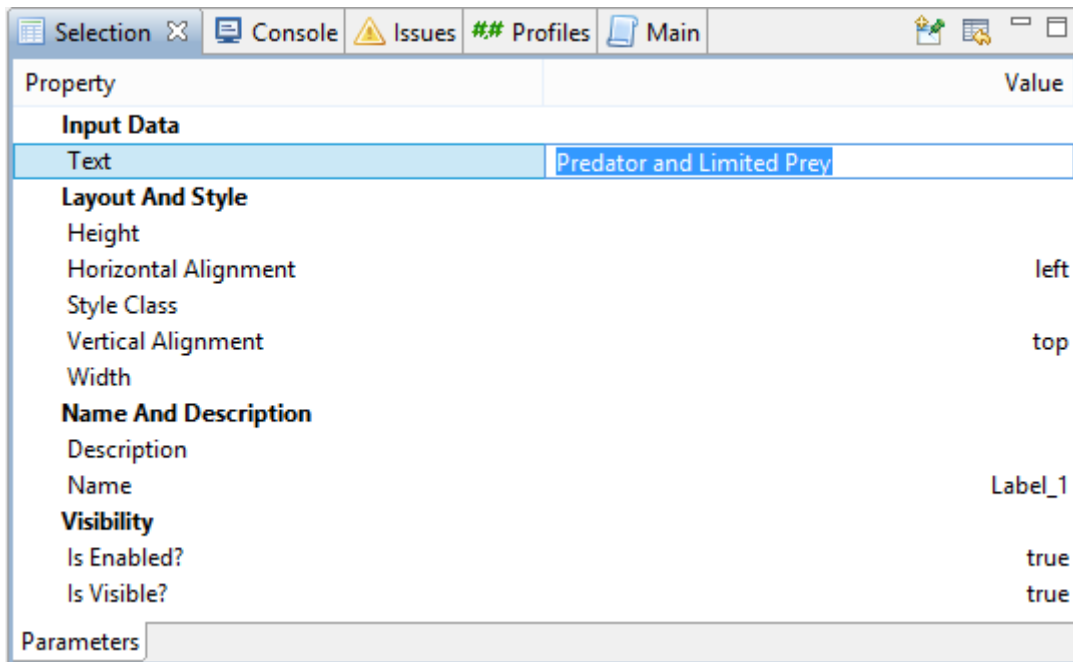 Selection Console Issues ## Profiles Main
Property Value
Input Data
Text Predator and Limited Prey
Layout And Style
Height
Horizontal Alignment left
Style Class
Vertical Alignment top
Width
Name And Description
Description
Name Label_1
Visibility
Is Enabled? true
Is Visible? true
Parameters